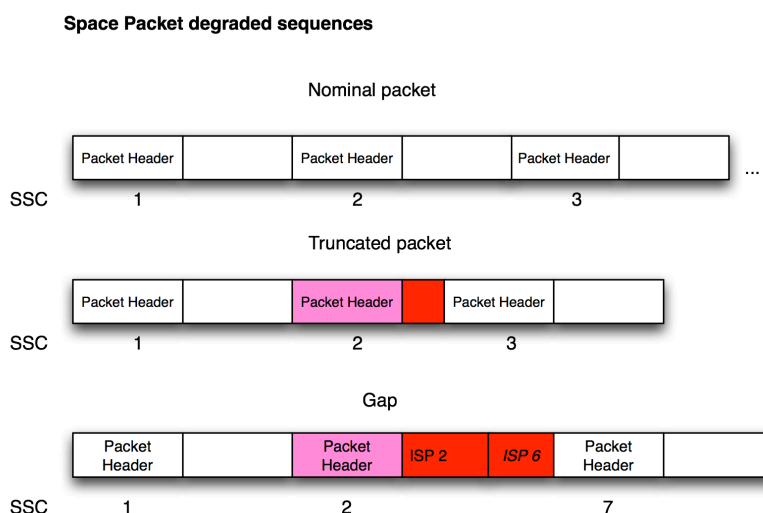 Space Packet degraded sequences
Nominal packet
Packet Header Packet Header Packet Header
...
SSC 1 2 3
Truncated packet
Packet Header Packet Header Packet Header
SSC 1 2 3
Gap
Packet Header Packet Header ISP 2 ISP 6 Packet Header
SSC 1 2 7